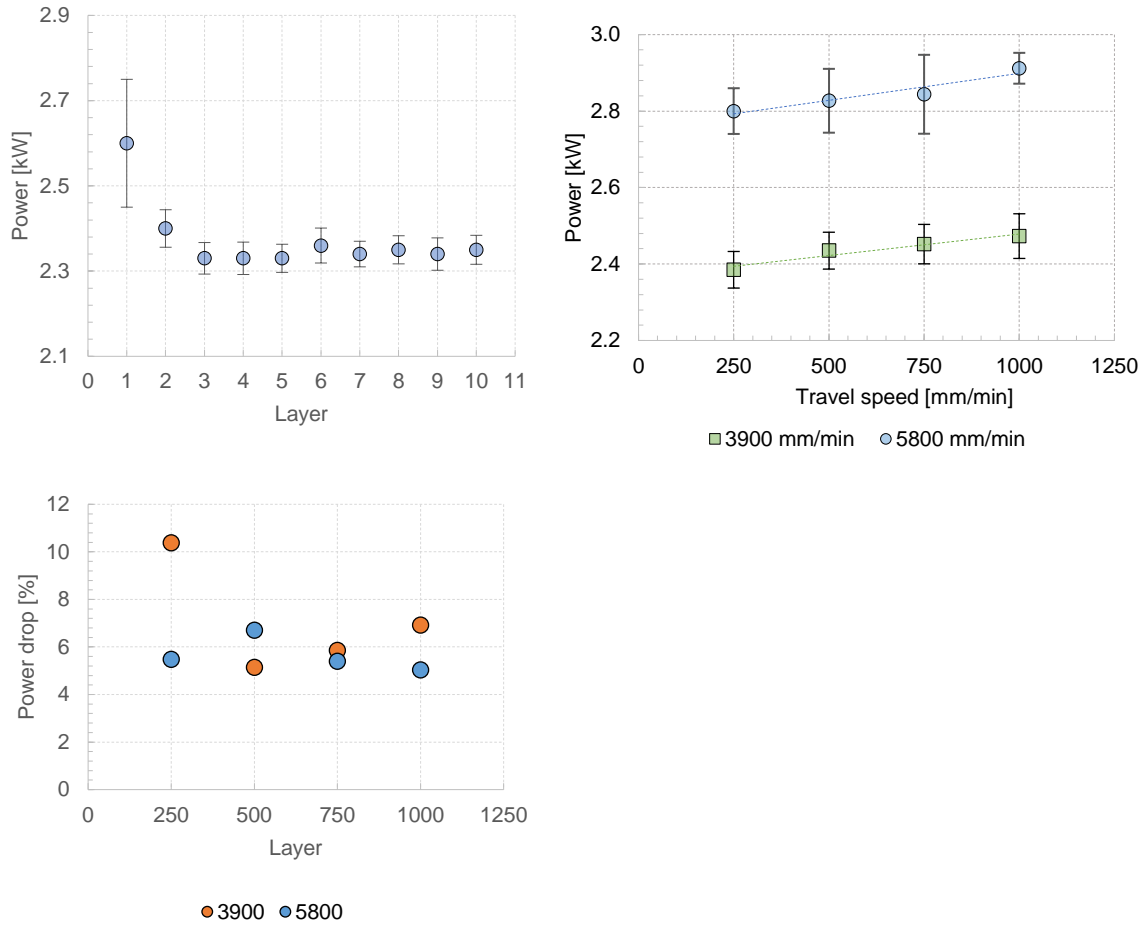 2.9
2.7
2.5
2.3
2.1
Power [kW]
0 1 2 3 4 5 6 7 8 9 10 11
Layer
3.0
2.8
2.6
2.4
2.2
Power [kW]
0 250 500 750 1000 1250
Travel speed [mm/min]
3900 mm/min 5800 mm/min
12
10
8
6
4
2
0
Power drop [%]
0 250 500 750 1000 1250
Layer
3900 5800